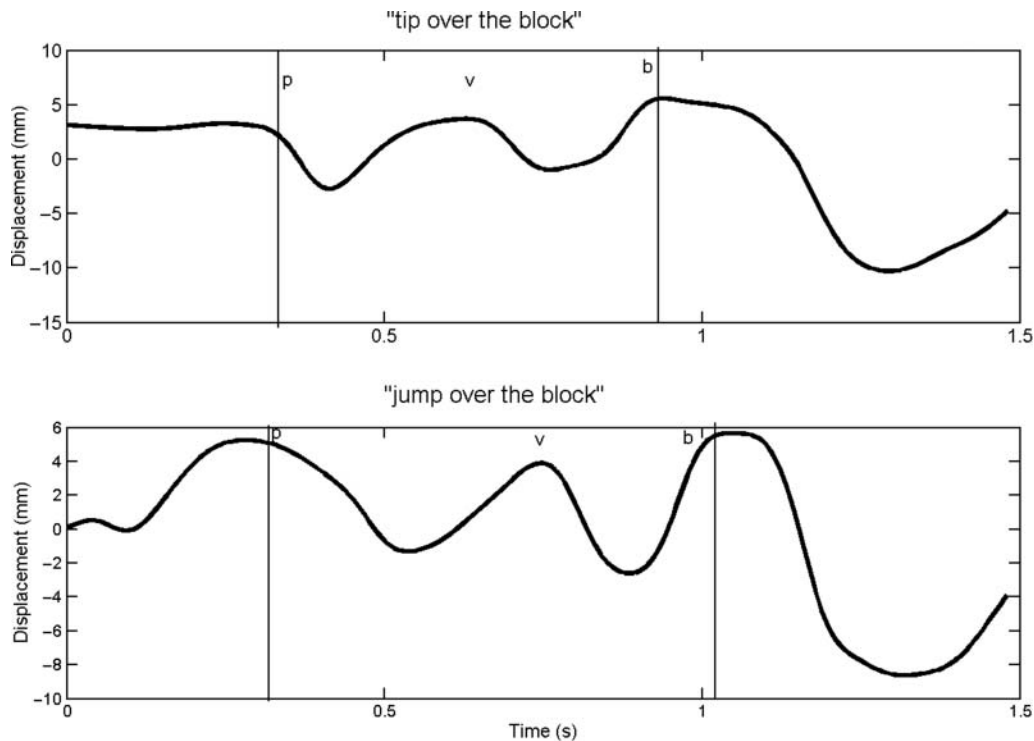 "tip over the block"
10
5
0
−5
−10
−15
Displacement (mm)
p
v
b
0
0.5
1
1.5
"jump over the block"
6
4
2
0
−2
−4
−6
−8
−10
Displacement (mm)
p
v
b
0
0.5
1
1.5
Time (s)